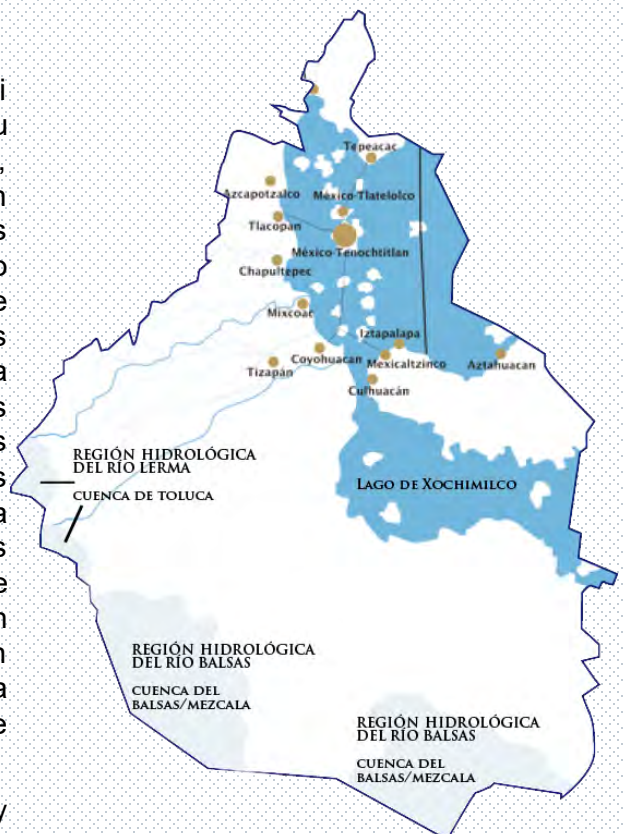 i
u
,
n
s
o
e
s
a
s
s
s
a
s
e
n
n
a
e
y
Tepeacac
Azcapotzalco
México-Tlatelolco
Tlacopan
México-Tenochtitlan
Chapultepec
Mixcoac
Iztapalapa
Coyohuacan
Mexicaltzinco
Aztahuacan
Tizapán
Culhuacán
REGIÓN HIDROLÓGICA
DEL RÍO LERMA
CUENCA DE TOLUCA
LAGO DE XOCHIMILCO
REGIÓN HIDROLÓGICA
DEL RÍO BALSAS
CUENCA DEL
BALSAS/MEZCALA
REGIÓN HIDROLÓGICA
DEL RÍO BALSAS
CUENCA DEL
BALSAS/MEZCALA